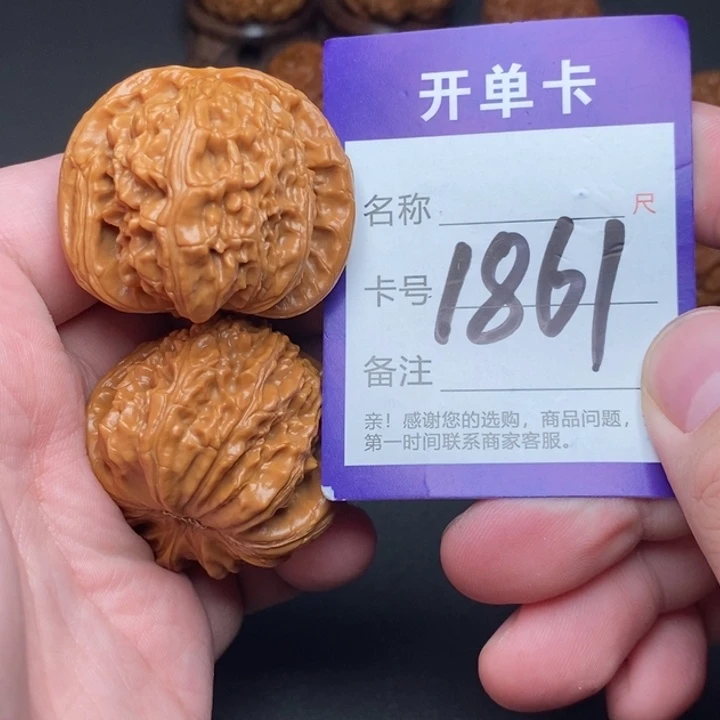 开单卡
名称 尺
卡号 1861
备注
亲！感谢您的选购，商品问题，
第一时间联系商家客服。